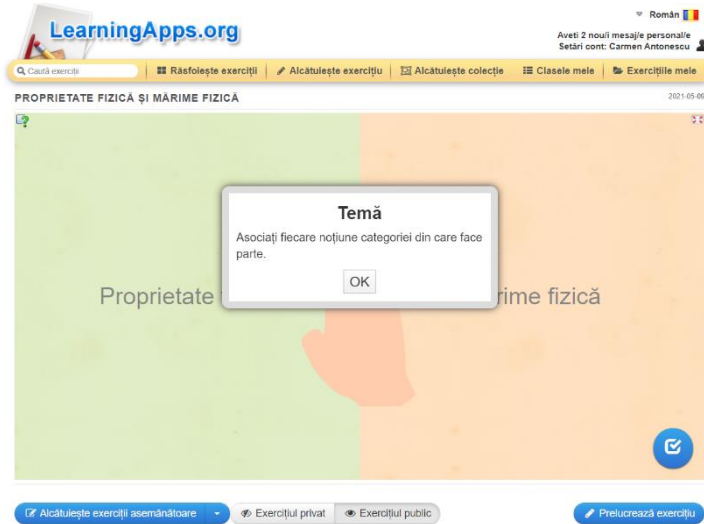 LearningApps.org
Român
Aveti 2 nou/i mesaj/e personal/e
Setări cont: Carmen Antonescu
Caută exerciții
Răsfoiește exerciții
Alcătuiește exercițiu
Alcătuiește colecție
Clasele mele
Exercițiile mele
PROPRIETATE FIZICĂ ȘI MĂRIME FIZICĂ
2021-05-09
Temă
Asociați fiecare noțiune categoriei din care face
parte.
OK
Proprietate
rime fizică
Alcătuiește exerciții asemănătoare
Exercițiul privat
Exercițiul public
Prelucrează exercițiu